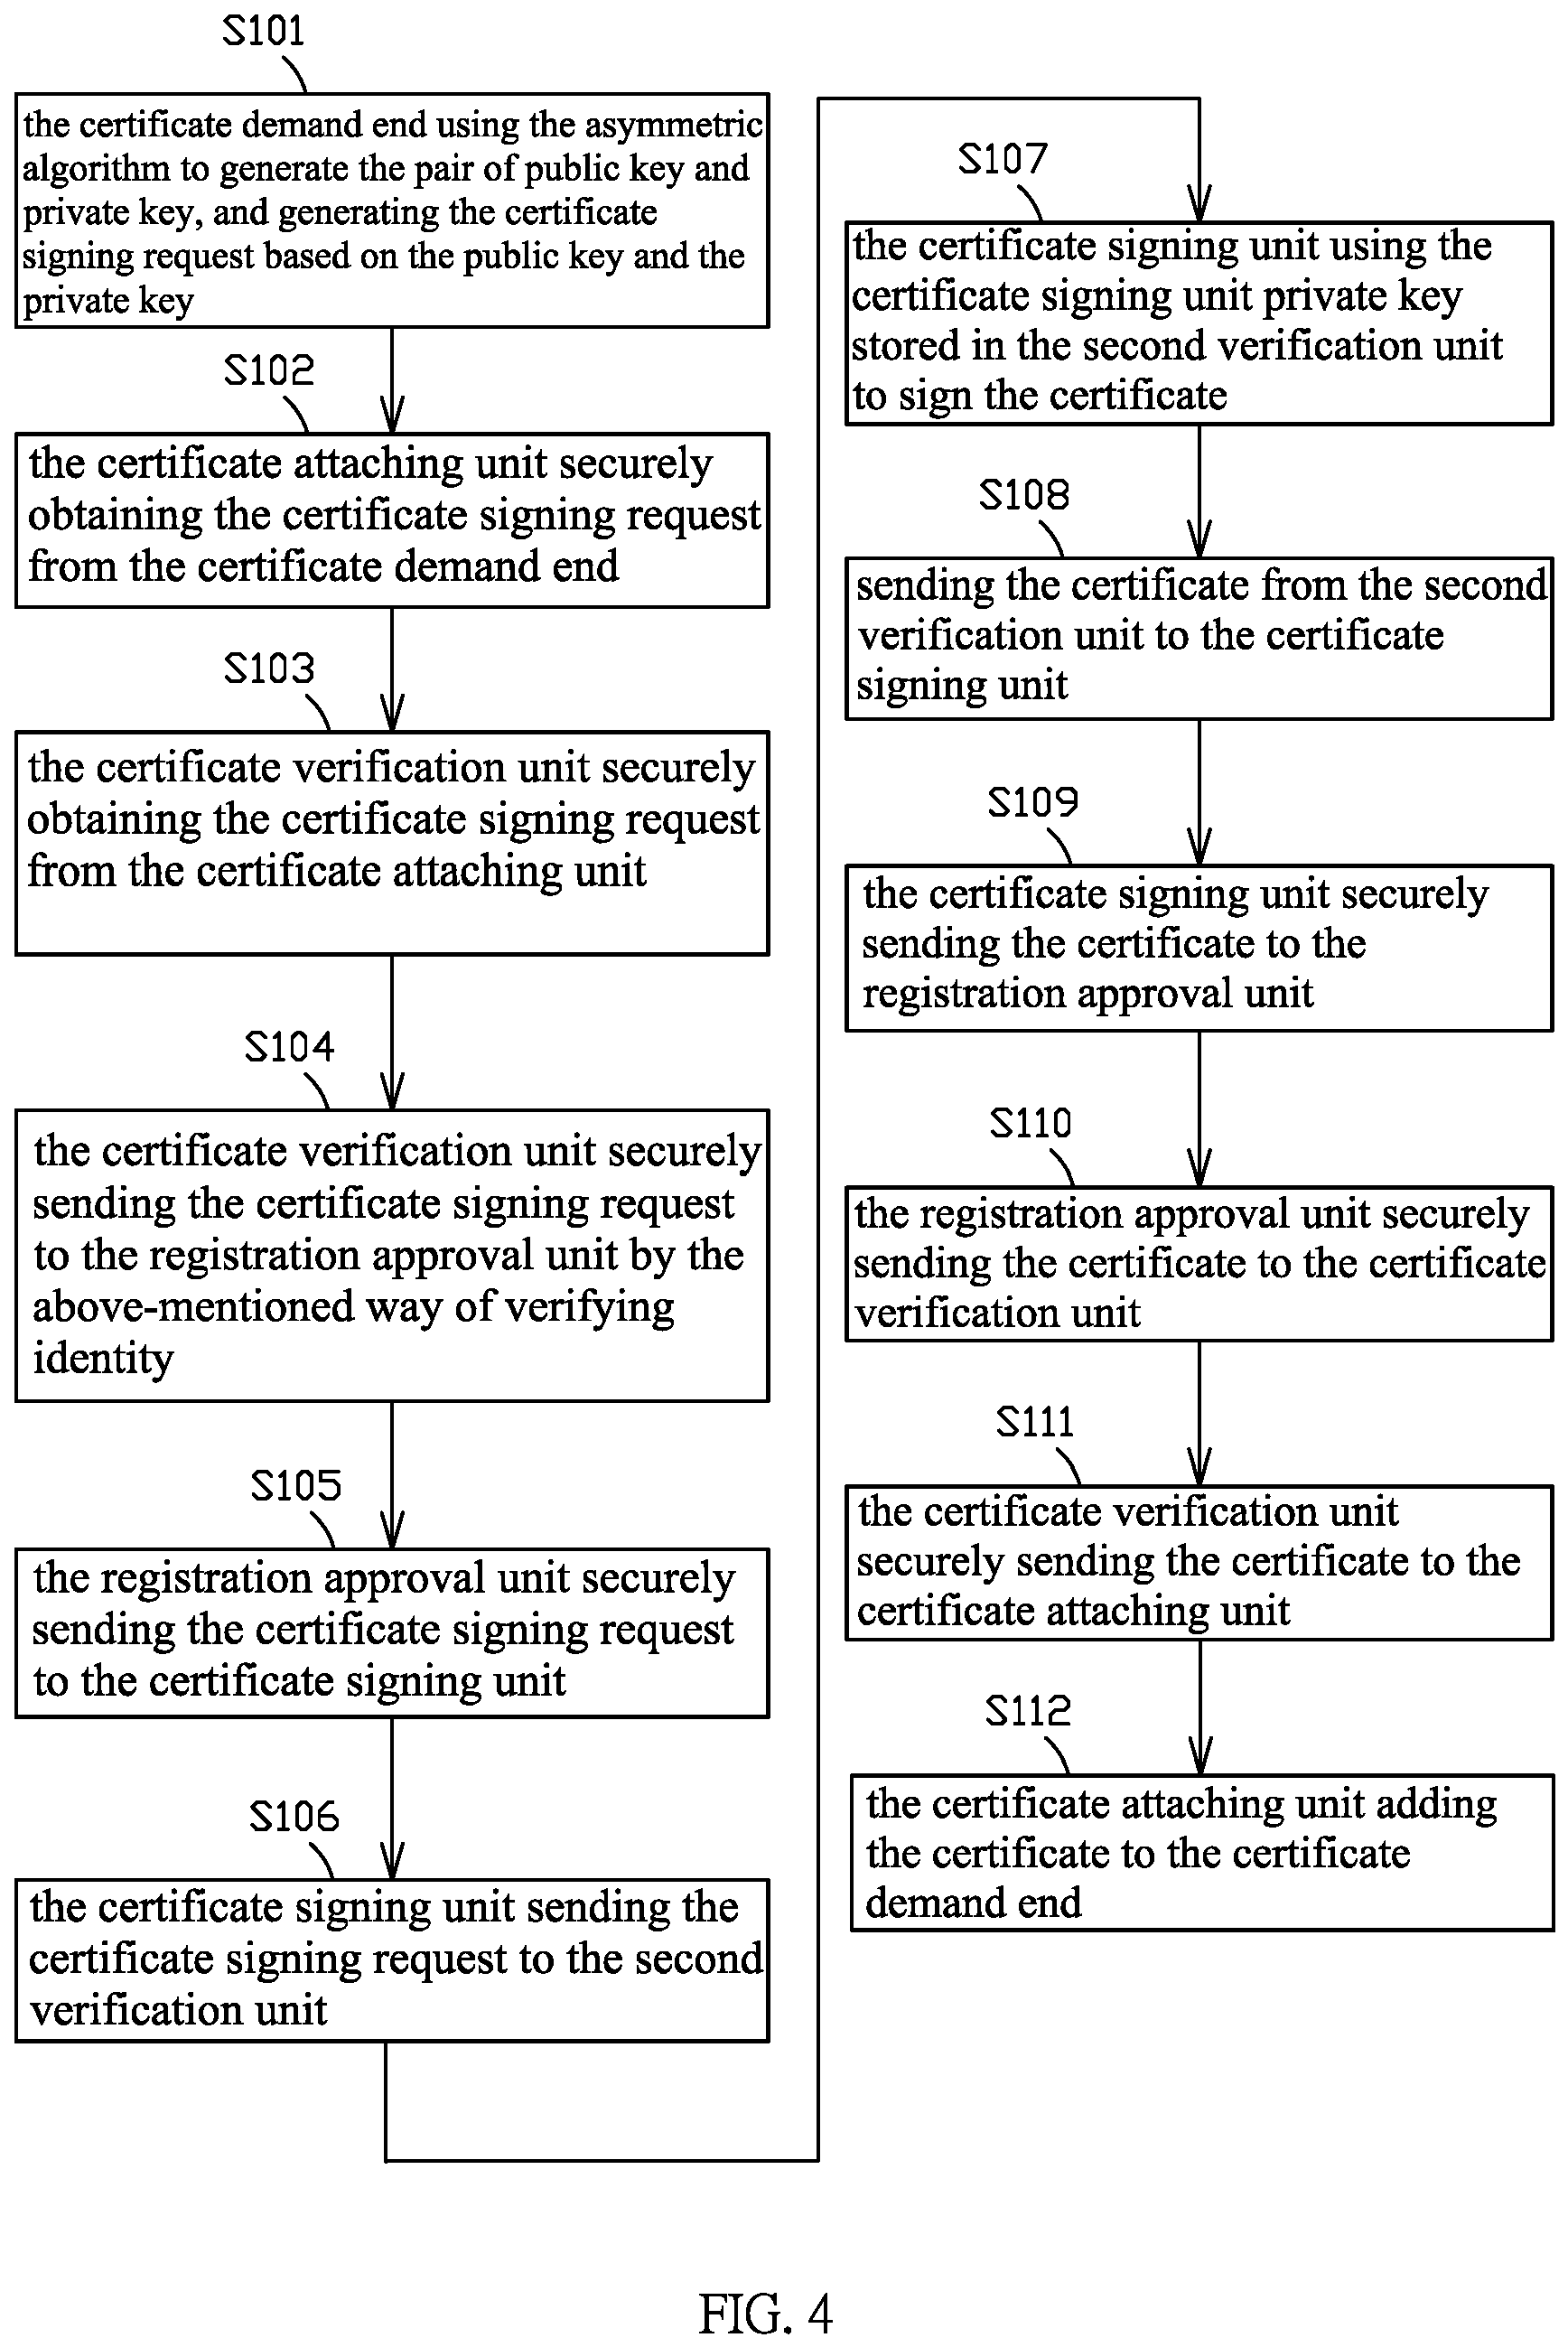 S101
the certificate demand end using the asymmetric
algorithm to generate the pair of public key and
private key, and generating the certificate
signing request based on the public key and the
private key
S102
the certificate attaching unit securely
obtaining the certificate signing request
from the certificate demand end
S103
the certificate verification unit securely
obtaining the certificate signing request
from the certificate attaching unit
S104
the certificate verification unit securely
sending the certificate signing request
to the registration approval unit by the
above-mentioned way of verifying
identity
S105
the registration approval unit securely
sending the certificate signing request
to the certificate signing unit
S106
the certificate signing unit sending the
certificate signing request to the second
verification unit
S107
the certificate signing unit using the
certificate signing unit private key
stored in the second verification unit
to sign the certificate
S108
sending the certificate from the second
verification unit to the certificate
signing unit
S109
the certificate signing unit securely
sending the certificate to the
registration approval unit
S110
the registration approval unit securely
sending the certificate to the certificate
verification unit
S111
the certificate verification unit
securely sending the certificate to the
certificate attaching unit
S112
the certificate attaching unit adding
the certificate to the certificate
demand end
FIG. 4